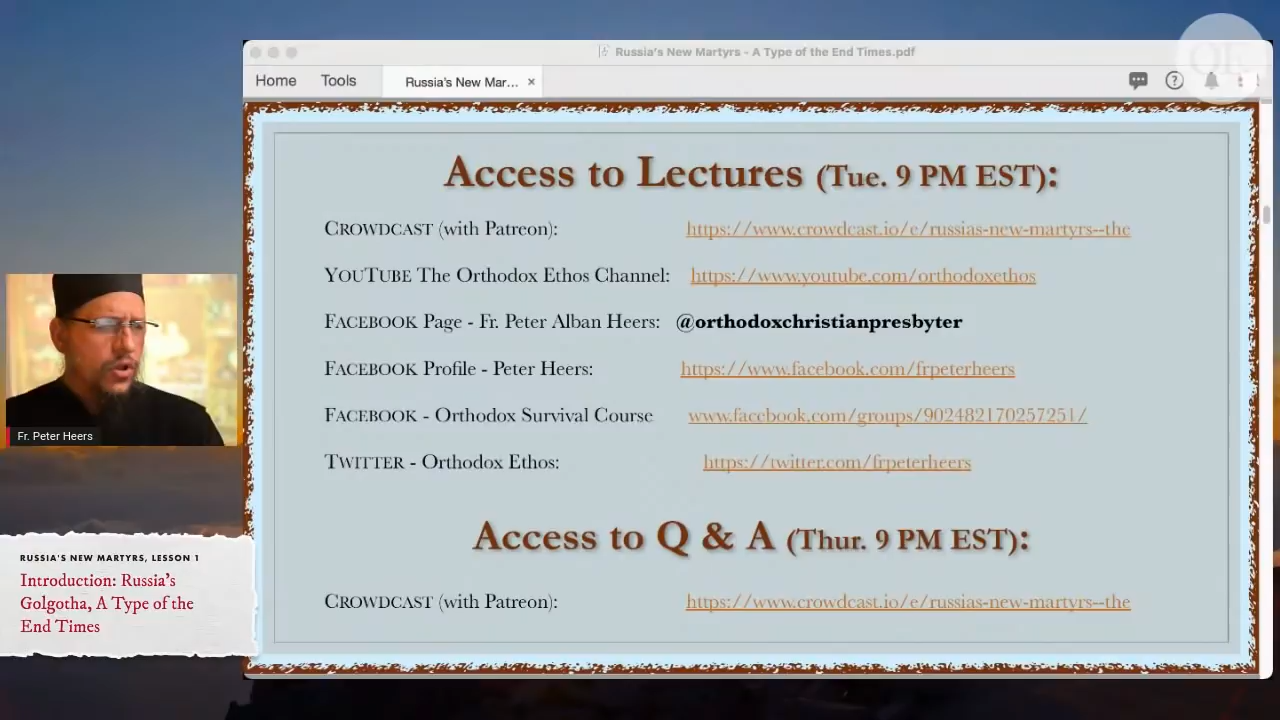 Russia's New Martyrs - A Type of the End Times.pdf
Home Tools Russia's New Mar... ×
Access to Lectures (Tue. 9 PM EST):
CROWDCAST (with Patreon): https://www.crowdcast.io/e/russias-new-martyrs--the
YOUTUBE The Orthodox Ethos Channel: https://www.youtube.com/orthodoxethos
FACEBOOK Page - Fr. Peter Alban Heers: @orthodoxchristianpresbyter
FACEBOOK Profile - Peter Heers: https://www.facebook.com/frpeterheers
FACEBOOK - Orthodox Survival Course www.facebook.com/groups/902482170257251/
TWITTER - Orthodox Ethos: https://twitter.com/frpeterheers
Access to Q & A (Thur. 9 PM EST):
CROWDCAST (with Patreon): https://www.crowdcast.io/e/russias-new-martyrs--the
Fr. Peter Heers
RUSSIA'S NEW MARTYRS, LESSON 1
Introduction: Russia's
Golgotha, A Type of the
End Times